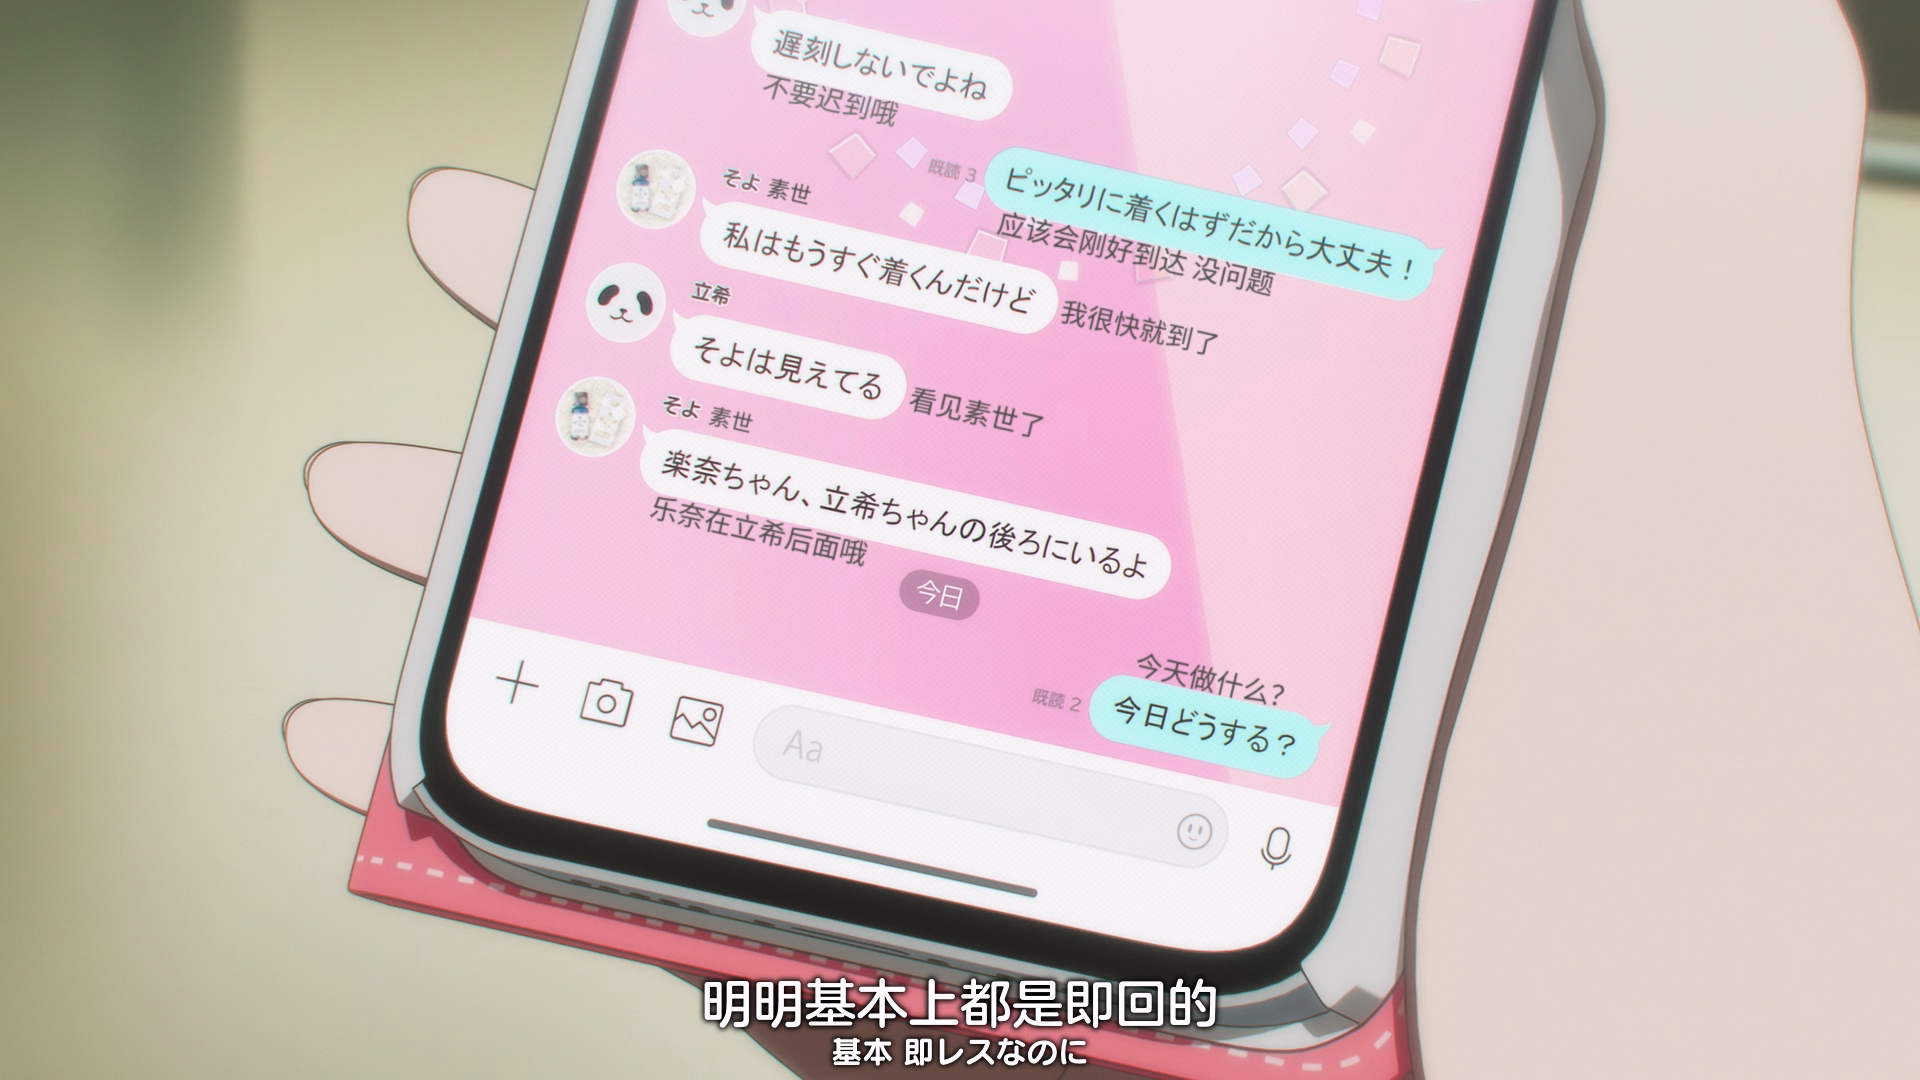 遅刻しないでよね
不要迟到哦
既読 3
ピッタリに着くはずだから大丈夫！
应该会刚好到达 没问题
そよ 素世
私はもうすぐ着くんだけど
我很快就到了
立希
そよは見えてる
看见素世了
そよ 素世
楽奈ちゃん、立希ちゃんの後ろにいるよ
乐奈在立希后面哦
今日
今天做什么?
既読 2
今日どうする？
Aa
明明基本上都是即回的
基本 即レスなのに